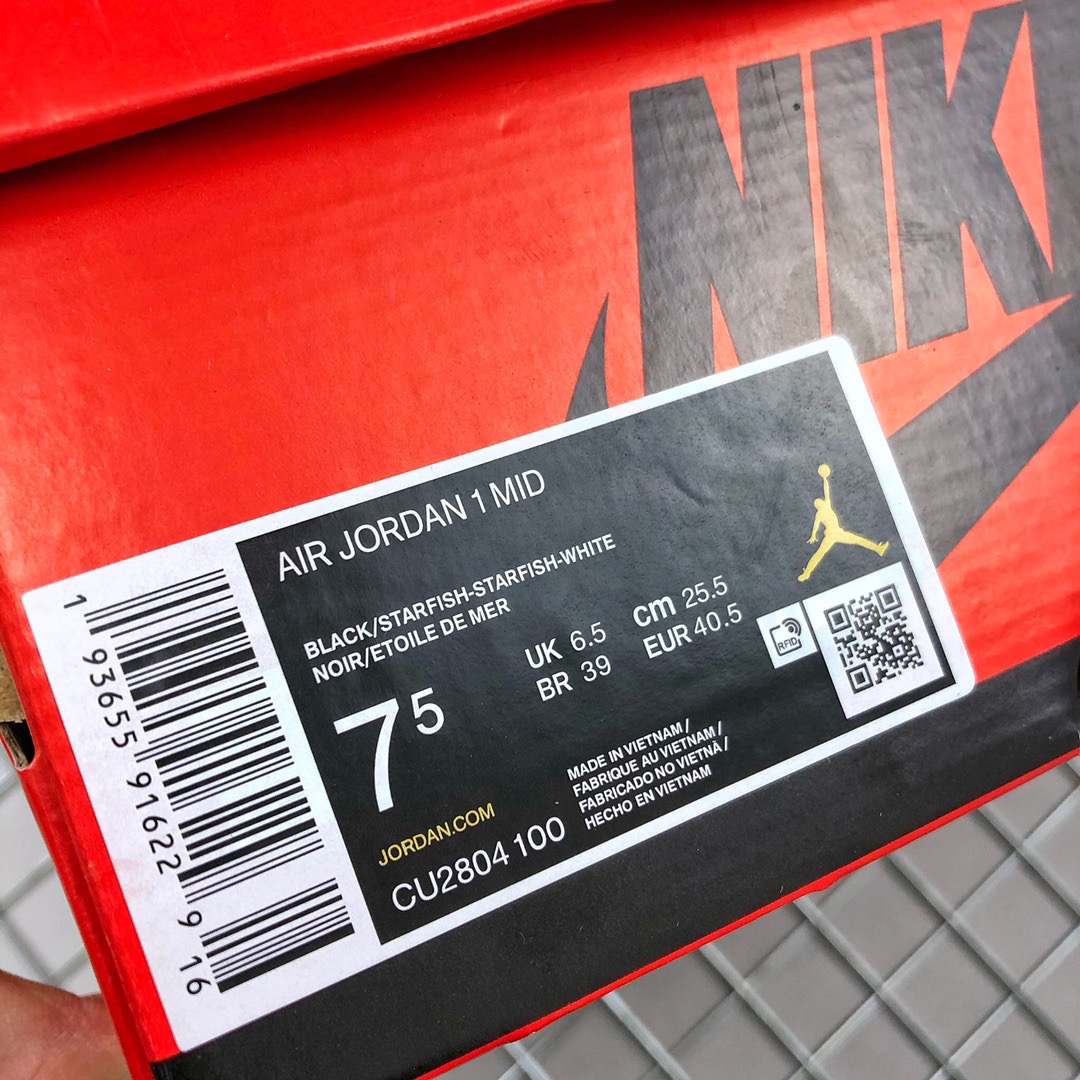 NIK
AIR JORDAN 1 MID
BLACK/STARFISH-STARFISH-WHITE
NOIR/ETOILE DE MER
7 5
UK 6.5
BR 39
cm 25.5
EUR 40.5
RFID
MADE IN VIETNAM/
FABRIQUE AU VIETNAM/
FABRICADO NO VIETNÃ/
HECHO EN VIETNAM
JORDAN.COM
CU2804 100
1 93655 91622 9 16